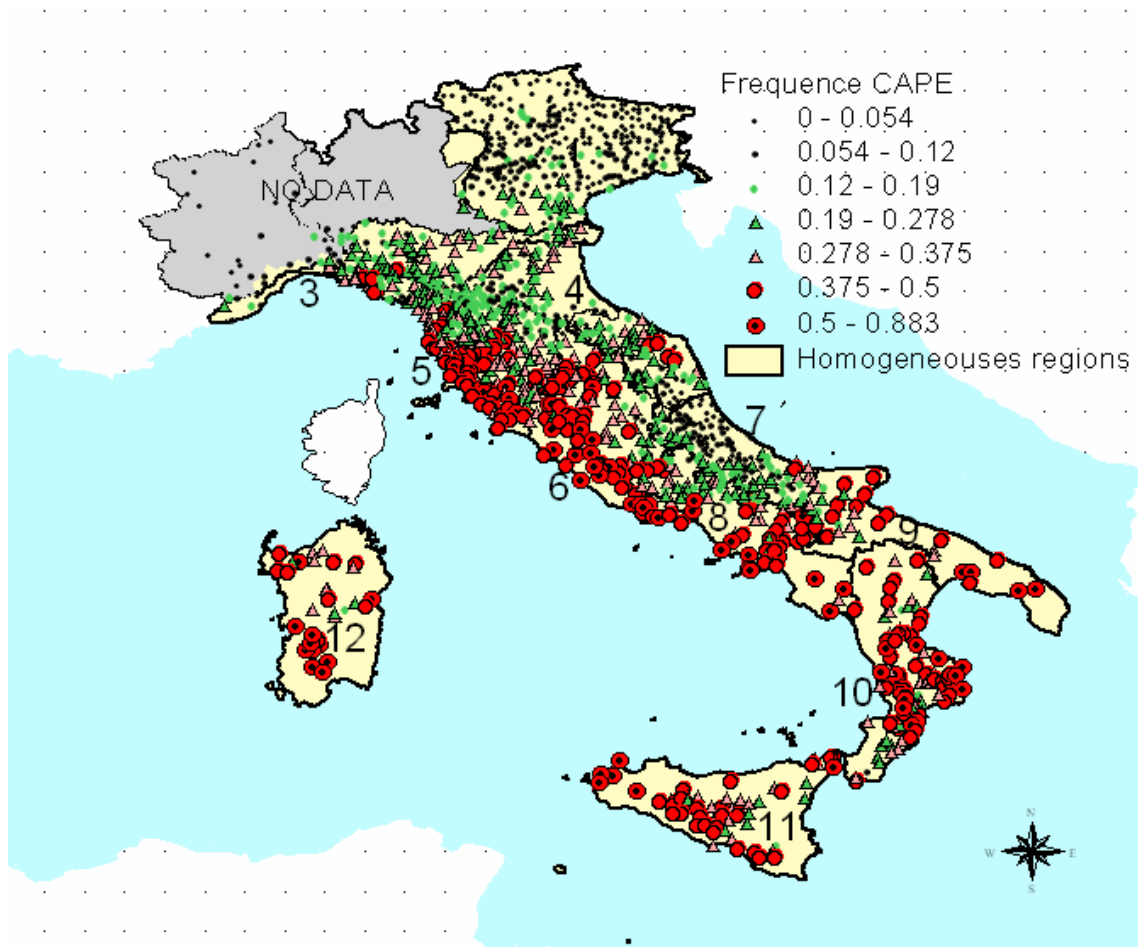 Frequence CAPE
0 - 0.054
0.054 - 0.12
0.12 - 0.19
0.19 - 0.278
0.278 - 0.375
0.375 - 0.5
0.5 - 0.883
Homogeneouses regions
NO DATA
3
4
5
7
6
8
9
12
10
11
N
W E
S